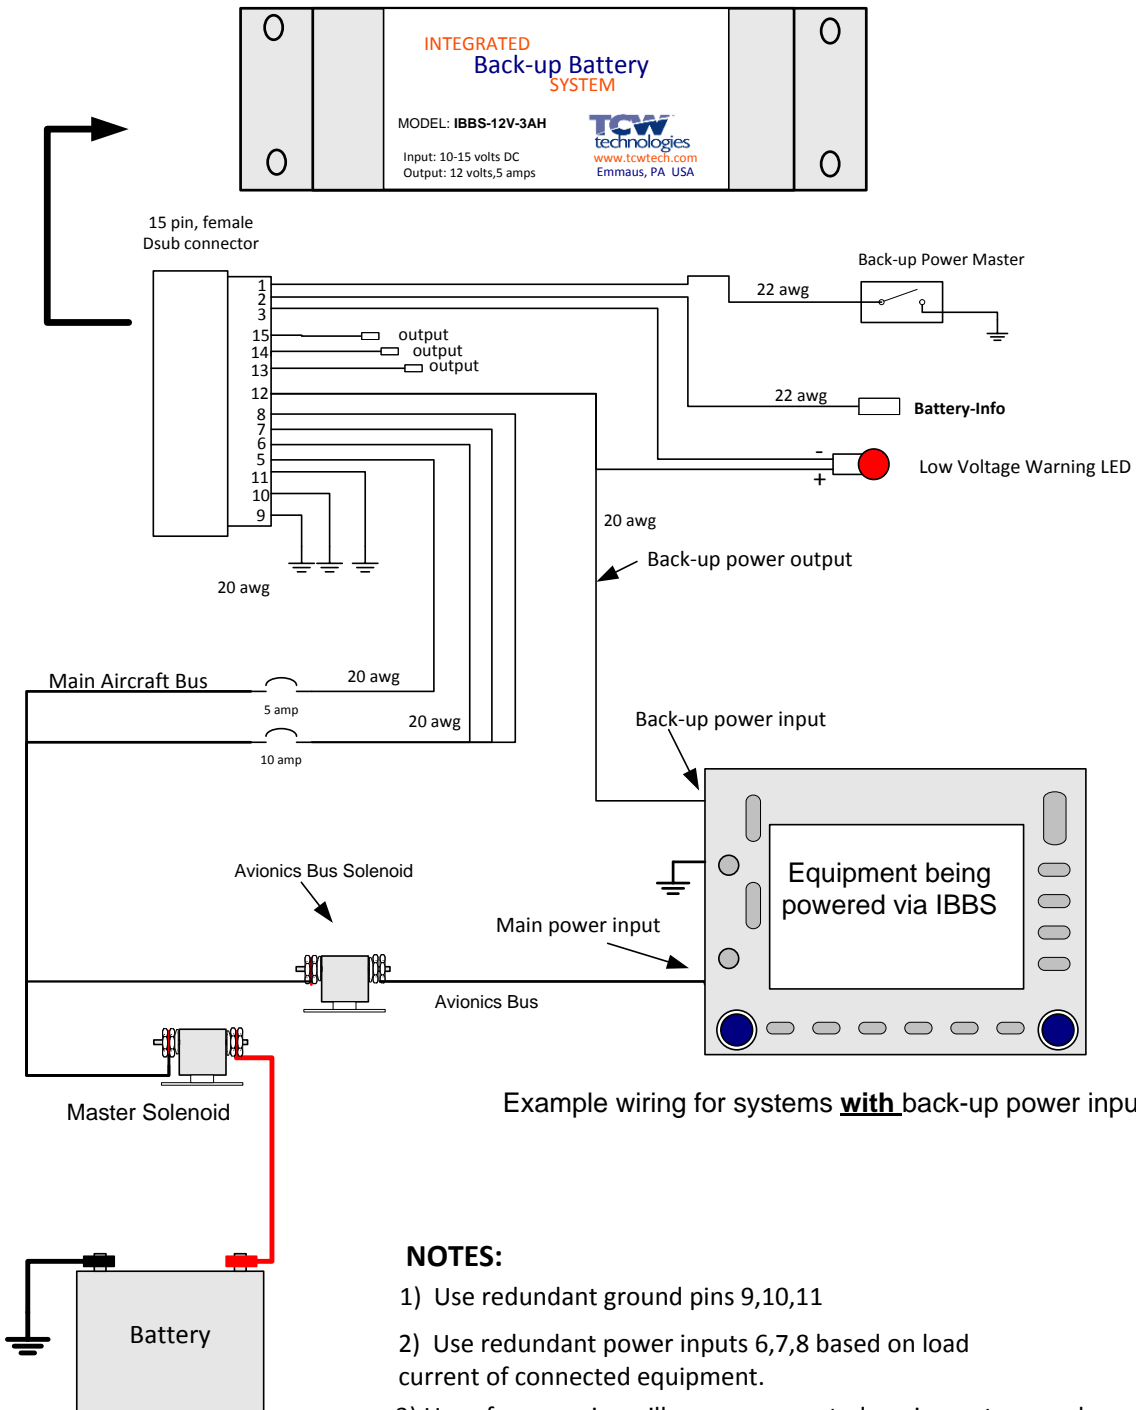 INTEGRATED
Back-up Battery
SYSTEM
MODEL: IBBS-12V-3AH
TCW
technologies
www.tcwtech.com
Emmaus, PA USA
Input: 10-15 volts DC
Output: 12 volts,5 amps
15 pin, female
Dsub connector
1
2
3
15
14
13
12
8
7
6
5
11
10
9
output
output
output
22 awg
Back-up Power Master
22 awg
Battery-Info
-
+
Low Voltage Warning LED
20 awg
Back-up power output
20 awg
Main Aircraft Bus
20 awg
5 amp
20 awg
10 amp
Back-up power input
Equipment being
powered via IBBS
Avionics Bus Solenoid
Main power input
Avionics Bus
Master Solenoid
Example wiring for systems with back-up power inpu
Battery
NOTES:
1) Use redundant ground pins 9,10,11
2) Use redundant power inputs 6,7,8 based on load
current of connected equipment.